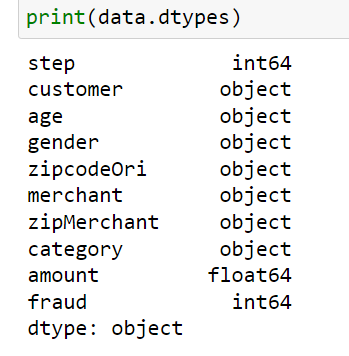 print(data.dtypes)
step int64
customer object
age object
gender object
zipcodeOri object
merchant object
zipMerchant object
category object
amount float64
fraud int64
dtype: object